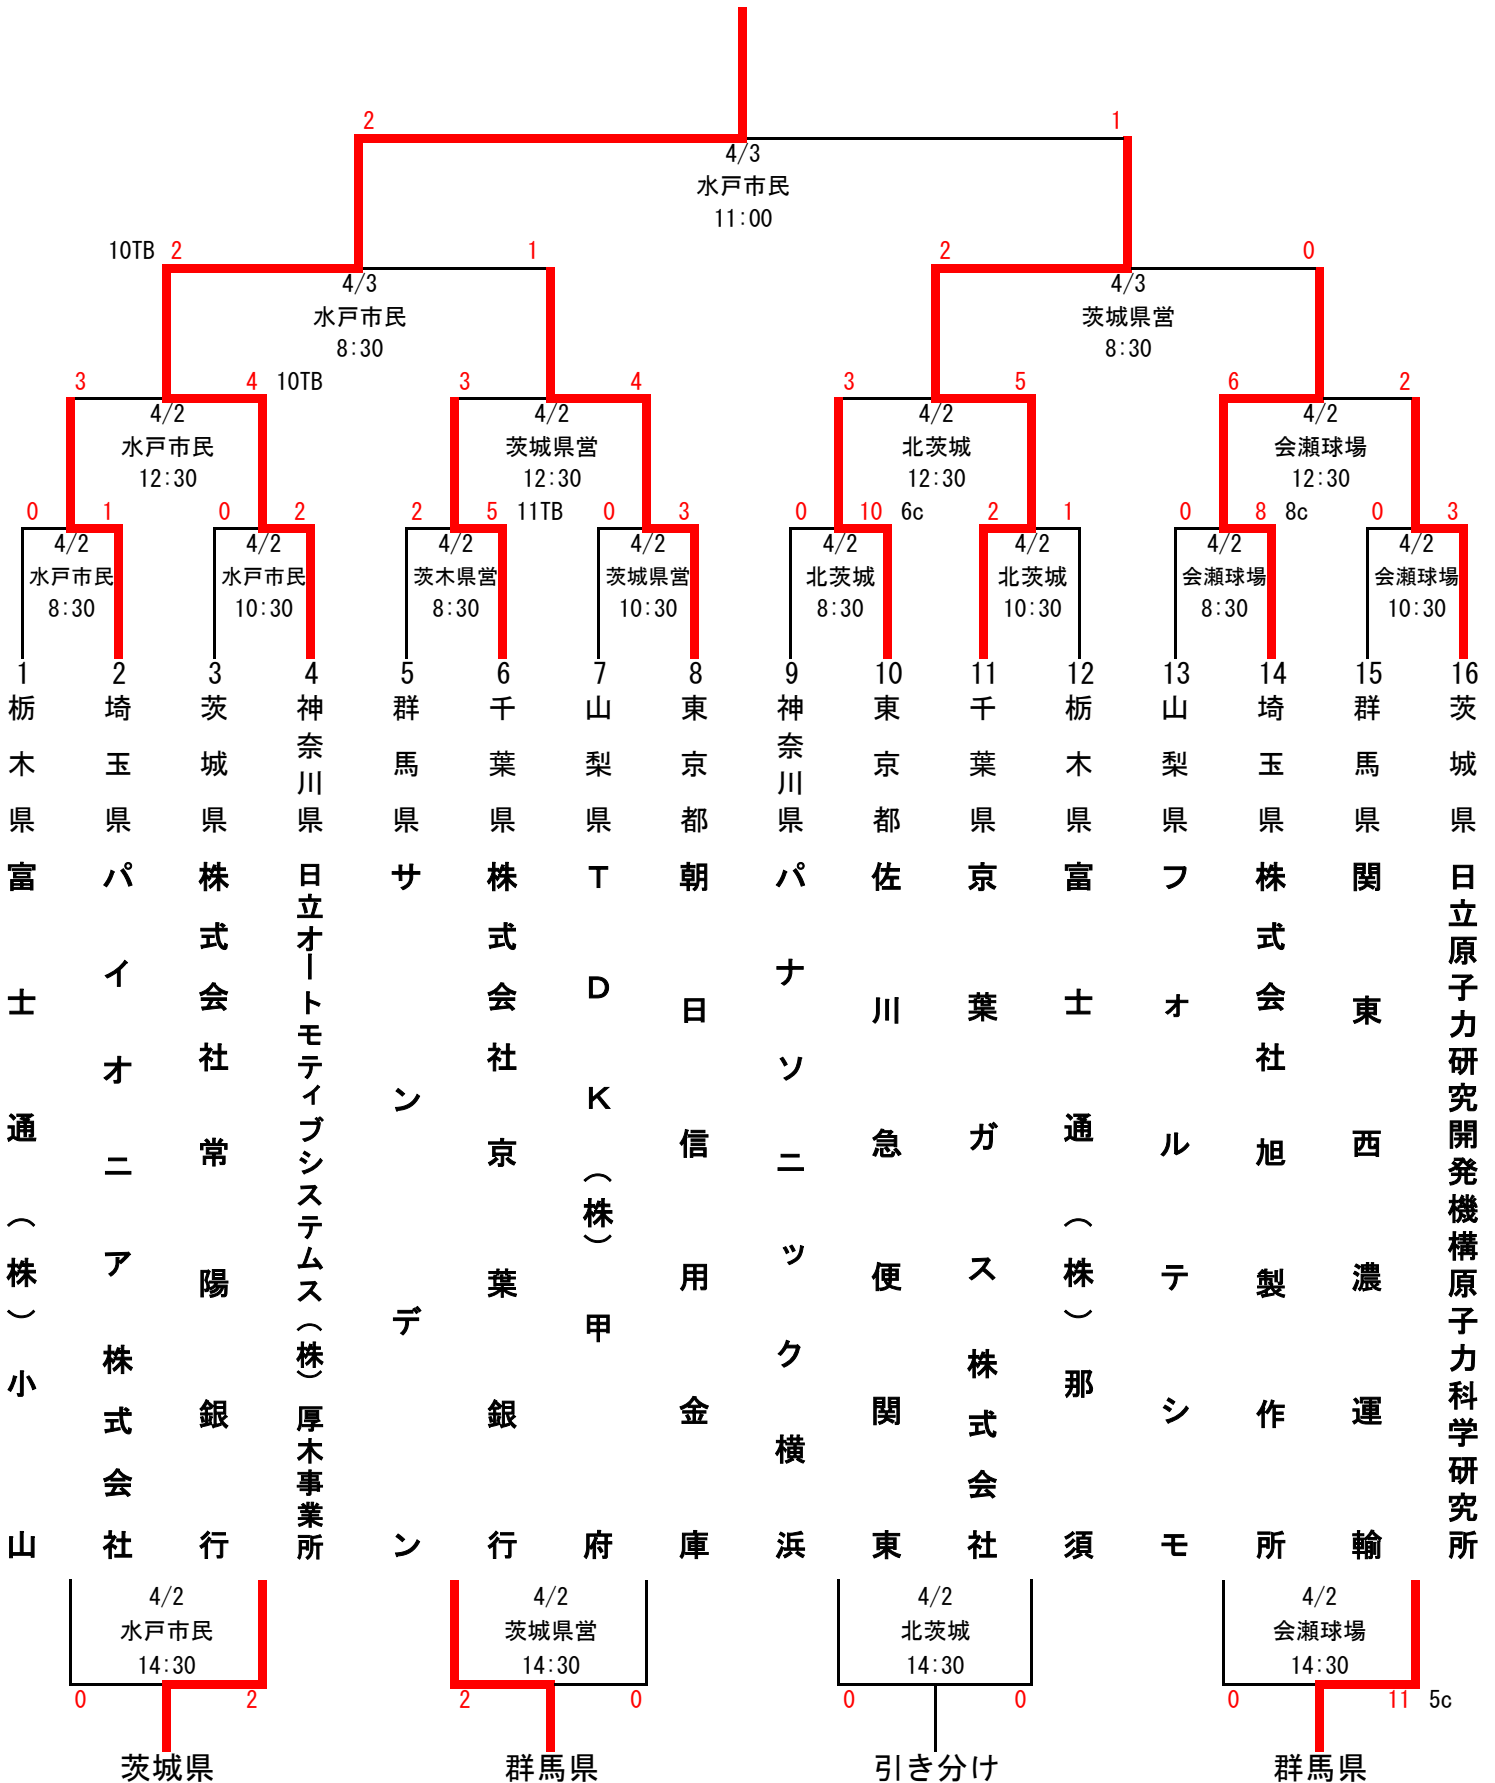 2 1
4/3
水戸市民
11:00
10TB 2 1 2 0
4/3 4/3
水戸市民 茨城県営
8:30 8:30
3 4 10TB 3 4 3 5 6 2
4/2 4/2 4/2 4/2
水戸市民 茨城県営 北茨城 会瀬球場
12:30 12:30 12:30 12:30
0 1 0 2 2 5 11TB 0 3 0 10 6c 2 1 0 8 8c 0 3
4/2 4/2 4/2 4/2 4/2 4/2 4/2 4/2
水戸市民 水戸市民 茨木県営 茨城県営 北茨城 北茨城 会瀬球場 会瀬球場
8:30 10:30 8:30 10:30 8:30 10:30 8:30 10:30
1 2 3 4 5 6 7 8 9 10 11 12 13 14 15 16
栃木県
富士通(株)小山
埼玉県
パイオニア株式会社
茨城県
株式会社常陽銀行
神奈川県
日立オートモティブシステムス(株)厚木事業所
群馬県
サンデン
千葉県
株式会社京葉銀行
山梨県
TDK(株)甲府
東京都
朝日信用金庫
神奈川県
パナソニック横浜
東京都
佐川急便関東
千葉県
京葉ガス株式会社
栃木県
富士通(株)那須
山梨県
フォルテシモ
埼玉県
株式会社旭製作所
群馬県
関東西濃運輸
茨城県
日立原子力研究開発機構原子力科学研究所
4/2 4/2 4/2 4/2
水戸市民 茨城県営 北茨城 会瀬球場
14:30 14:30 14:30 14:30
0 2 2 0 0 0 0 11 5c
茨城県 群馬県 引き分け 群馬県